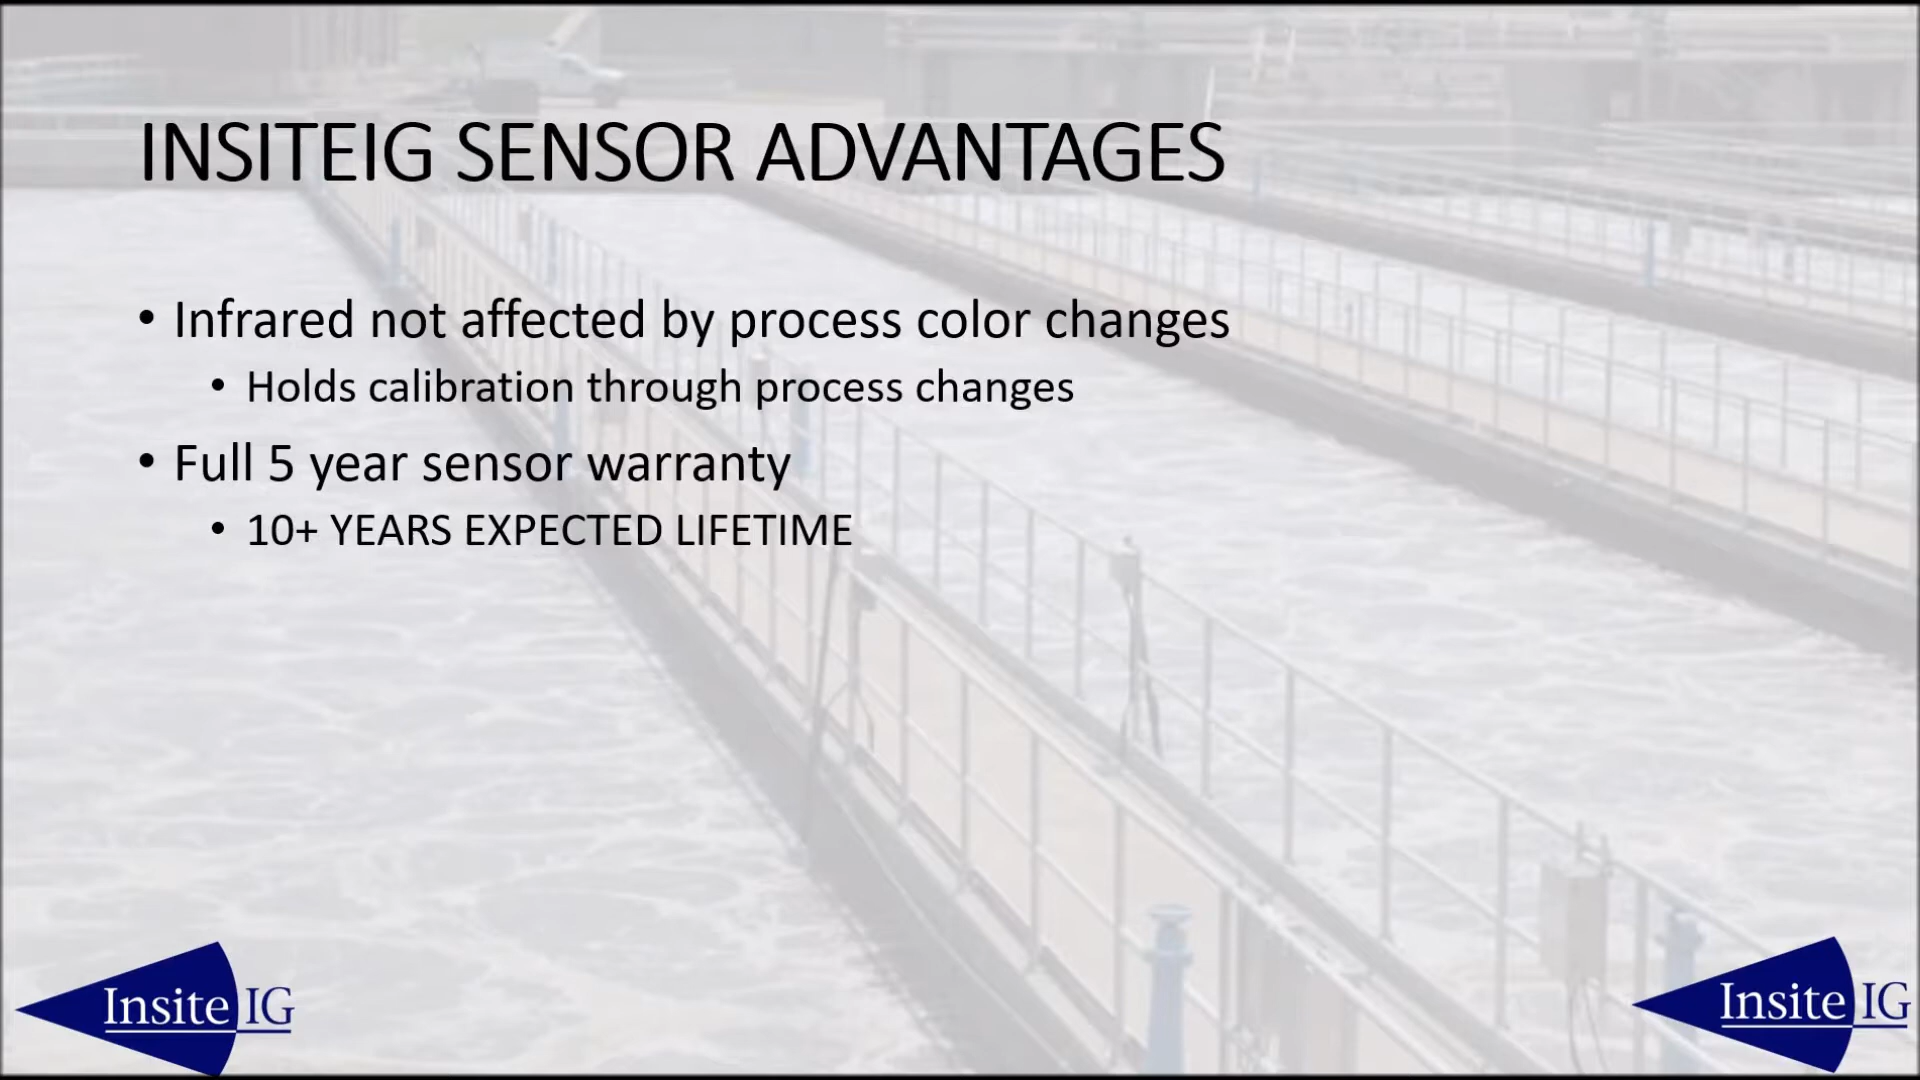 INSITEIG SENSOR ADVANTAGES
• Infrared not affected by process color changes
• Holds calibration through process changes
• Full 5 year sensor warranty
• 10+ YEARS EXPECTED LIFETIME
Insite IG
Insite IG